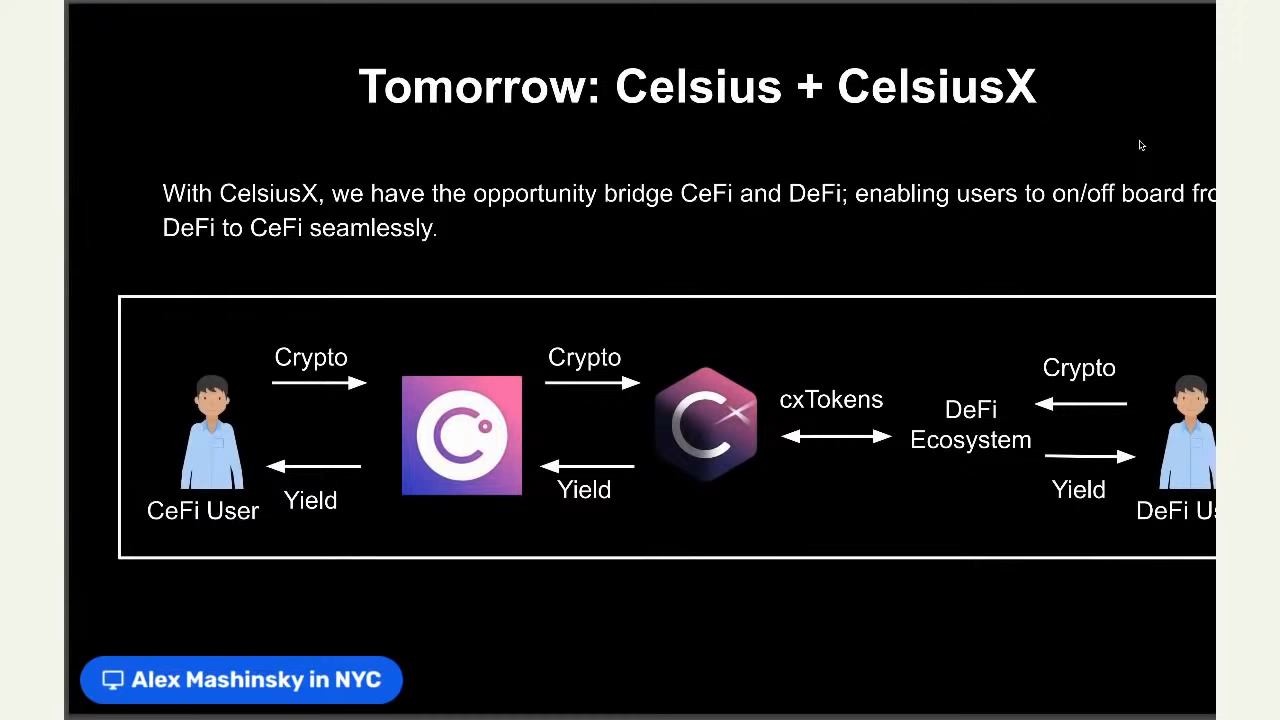 Tomorrow: Celsius + CelsiusX
With CelsiusX, we have the opportunity bridge CeFi and DeFi; enabling users to on/off board
DeFi to CeFi seamlessly.
Crypto
Crypto
Crypto
cxTokens
DeFi
Ecosystem
Yield
Yield
Yield
CeFi User
DeFi
Alex Mashinsky in NYC